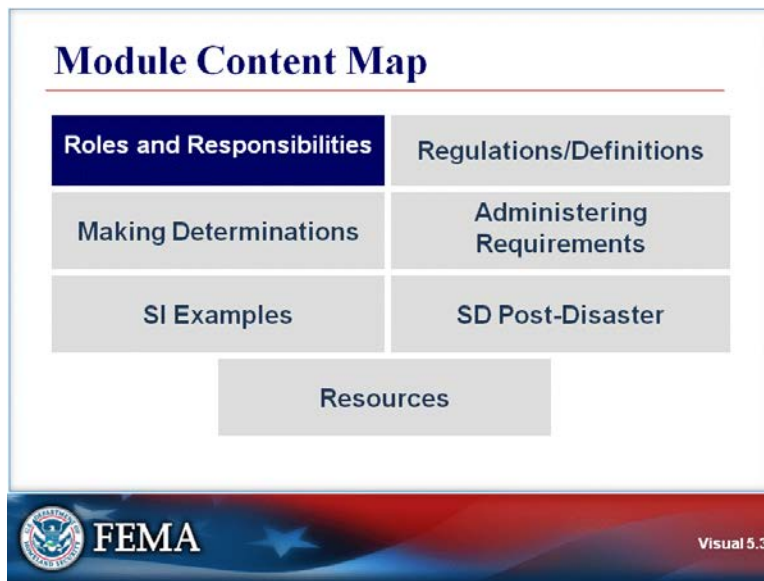 Module Content Map
Roles and Responsibilities
Regulations/Definitions
Making Determinations
Administering
Requirements
SI Examples
SD Post-Disaster
Resources
FEMA
Visual 5.3